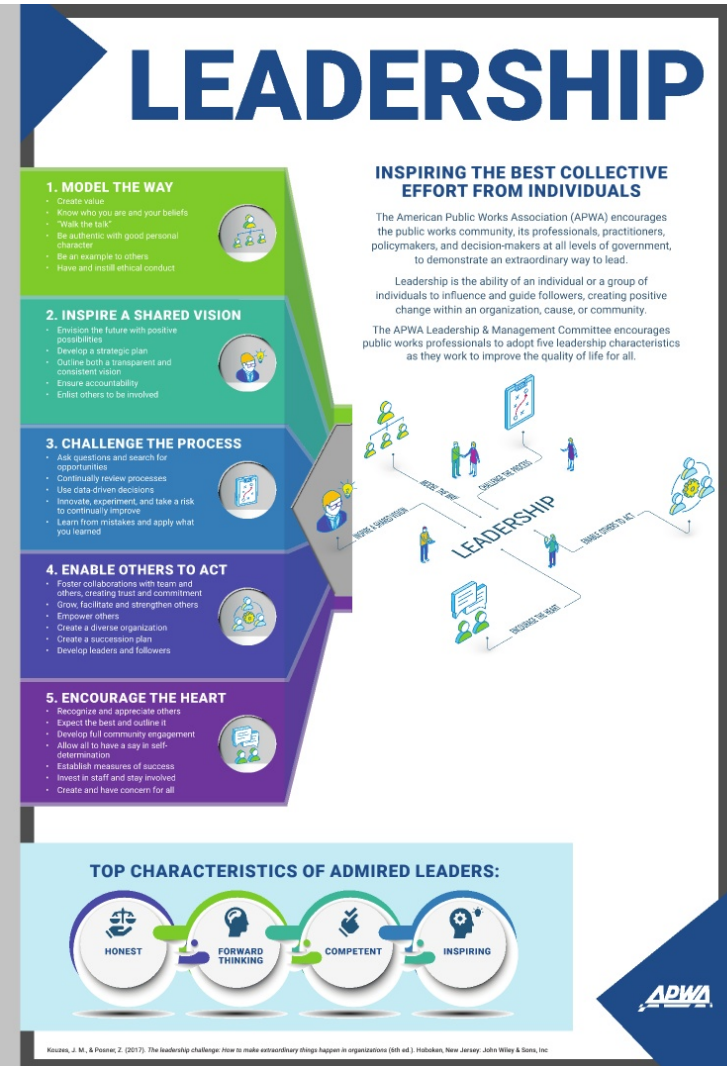 LEADERSHIP
1. MODEL THE WAY
• Create value
• Know who you are and your beliefs
• "Walk the talk"
• Be authentic with good personal
character
• Be an example to others
• Have and instill ethical conduct
2. INSPIRE A SHARED VISION
• Envision the future with positive
possibilities
• Develop a strategic plan
• Outline both a transparent and
consistent vision
• Ensure accountability
• Enlist others to be involved
3. CHALLENGE THE PROCESS
• Ask questions and search for
opportunities
• Continually review processes
• Use data-driven decisions
• Innovate, experiment, and take a risk
to continually improve
• Learn from mistakes and apply what
you learned
4. ENABLE OTHERS TO ACT
• Foster collaborations with team and
others, creating trust and commitment
• Grow, facilitate and strengthen others
• Empower others
• Create a diverse organization
• Create a succession plan
• Develop leaders and followers
5. ENCOURAGE THE HEART
• Recognize and appreciate others
• Expect the best and outline it
• Develop full community engagement
• Allow all to have a say in self-
determination
• Establish measures of success
• Invest in staff and stay involved
• Create and have concern for all
INSPIRING THE BEST COLLECTIVE
EFFORT FROM INDIVIDUALS
The American Public Works Association (APWA) encourages
the public works community, its professionals, practitioners,
policymakers, and decision-makers at all levels of government,
to demonstrate an extraordinary way to lead.
Leadership is the ability of an individual or a group of
individuals to influence and guide followers, creating positive
change within an organization, cause, or community.
The APWA Leadership & Management Committee encourages
public works professionals to adopt five leadership characteristics
as they work to improve the quality of life for all.
MODEL THE WAY
CHALLENGE THE PROCESS
INSPIRE A SHARED VISION
LEADERSHIP
ENABLE OTHERS TO ACT
ENCOURAGE THE HEART
TOP CHARACTERISTICS OF ADMIRED LEADERS:
HONEST
FORWARD
THINKING
COMPETENT
INSPIRING
APWA
Kouzes, J. M., & Posner, Z. (2017). The leadership challenge: How to make extraordinary things happen in organizations (6th ed.). Hoboken, New Jersey: John Wiley & Sons, Inc